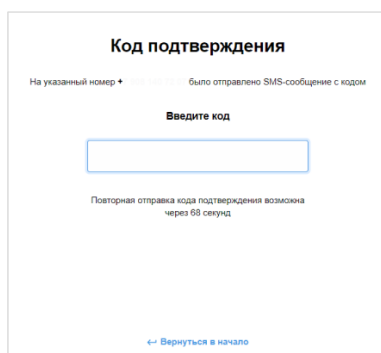 Код подтверждения
На указанный номер + было отправлено SMS-сообщение с кодом
Введите код
Повторная отправка кода подтверждения возможна
через 68 секунд
↩ Вернуться в начало